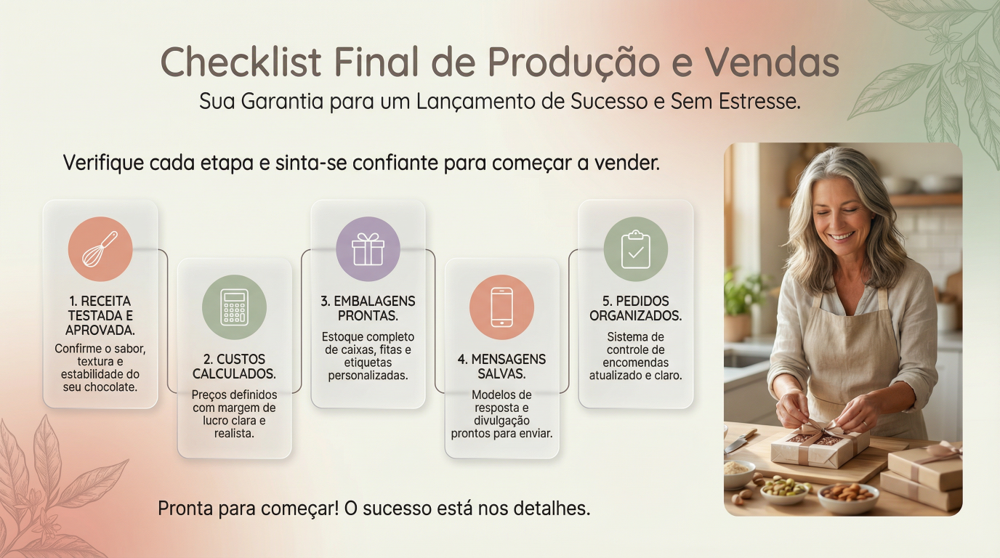 Checklist Final de Produção e Vendas
Sua Garantia para um Lançamento de Sucesso e Sem Estresse.
Verifique cada etapa e sinta-se confiante para começar a vender.
1. RECEITA
TESTADA E
APROVADA.
Confirme o sabor,
textura e
estabilidade do
seu chocolate.
2. CUSTOS
CALCULADOS.
Preços definidos
com margem de
lucro clara e
realista.
3. EMBALAGENS
PRONTAS.
Estoque completo
de caixas, fitas e
etiquetas
personalizadas.
4. MENSAGENS
SALVAS.
Modelos de
resposta e
divulgação
prontos para enviar.
5. PEDIDOS
ORGANIZADOS.
Sistema de
controle de
encomendas
atualizado e claro.
Pronta para começar! O sucesso está nos detalhes.